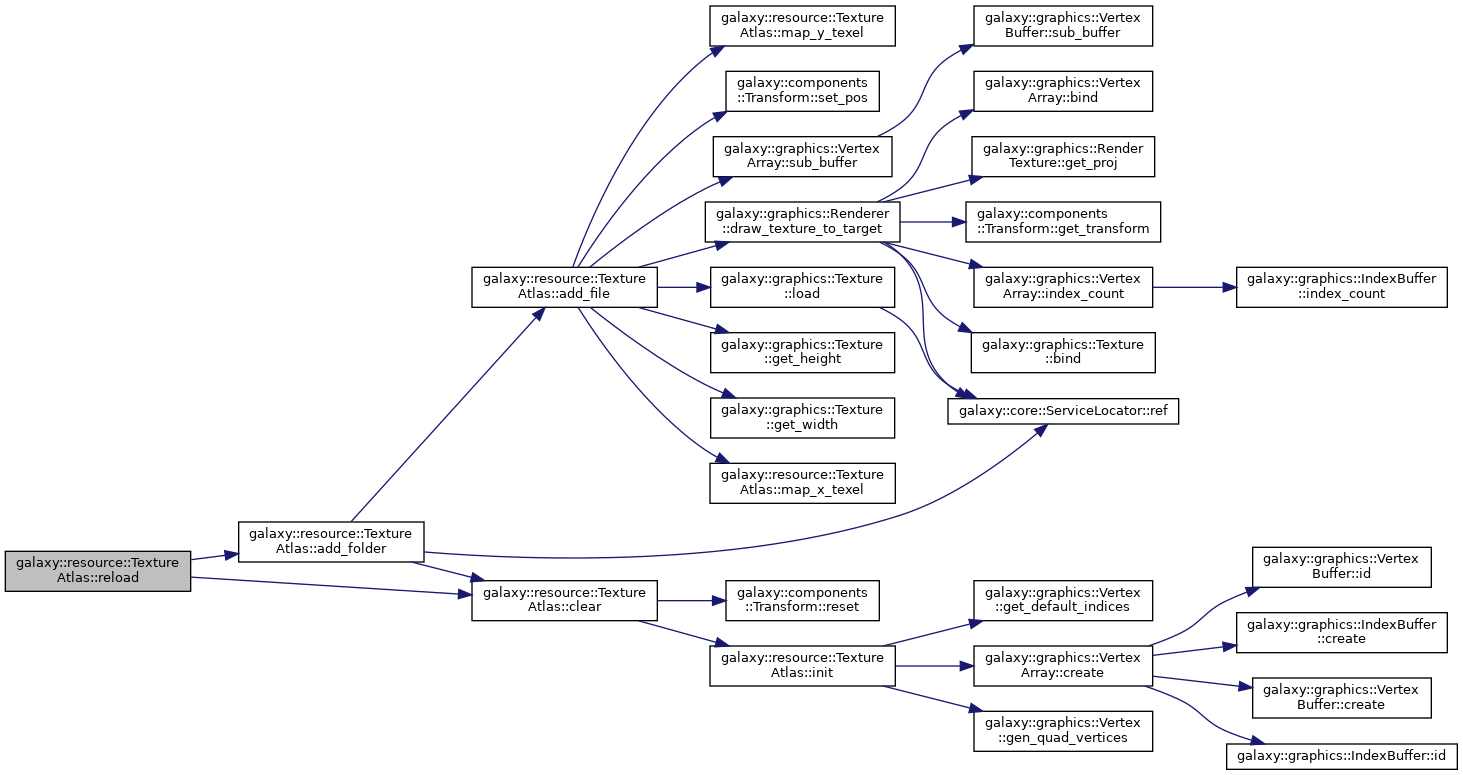 galaxy::resource::Texture
Atlas::reload
galaxy::resource::Texture
Atlas::add_folder
galaxy::resource::Texture
Atlas::add_file
galaxy::resource::Texture
Atlas::clear
galaxy::resource::Texture
Atlas::map_y_texel
galaxy::components
::Transform::set_pos
galaxy::graphics::Vertex
Array::sub_buffer
galaxy::graphics::Renderer
::draw_texture_to_target
galaxy::graphics::Texture
::load
galaxy::graphics::Texture
::get_height
galaxy::graphics::Texture
::get_width
galaxy::resource::Texture
Atlas::map_x_texel
galaxy::components
::Transform::reset
galaxy::resource::Texture
Atlas::init
galaxy::graphics::Vertex
Buffer::sub_buffer
galaxy::graphics::Vertex
Array::bind
galaxy::graphics::Render
Texture::get_proj
galaxy::components
::Transform::get_transform
galaxy::graphics::Vertex
Array::index_count
galaxy::graphics::Texture
::bind
galaxy::core::ServiceLocator::ref
galaxy::graphics::Vertex
::get_default_indices
galaxy::graphics::Vertex
Array::create
galaxy::graphics::Vertex
::gen_quad_vertices
galaxy::graphics::IndexBuffer
::index_count
galaxy::graphics::Vertex
Buffer::id
galaxy::graphics::IndexBuffer
::create
galaxy::graphics::Vertex
Buffer::create
galaxy::graphics::IndexBuffer::id